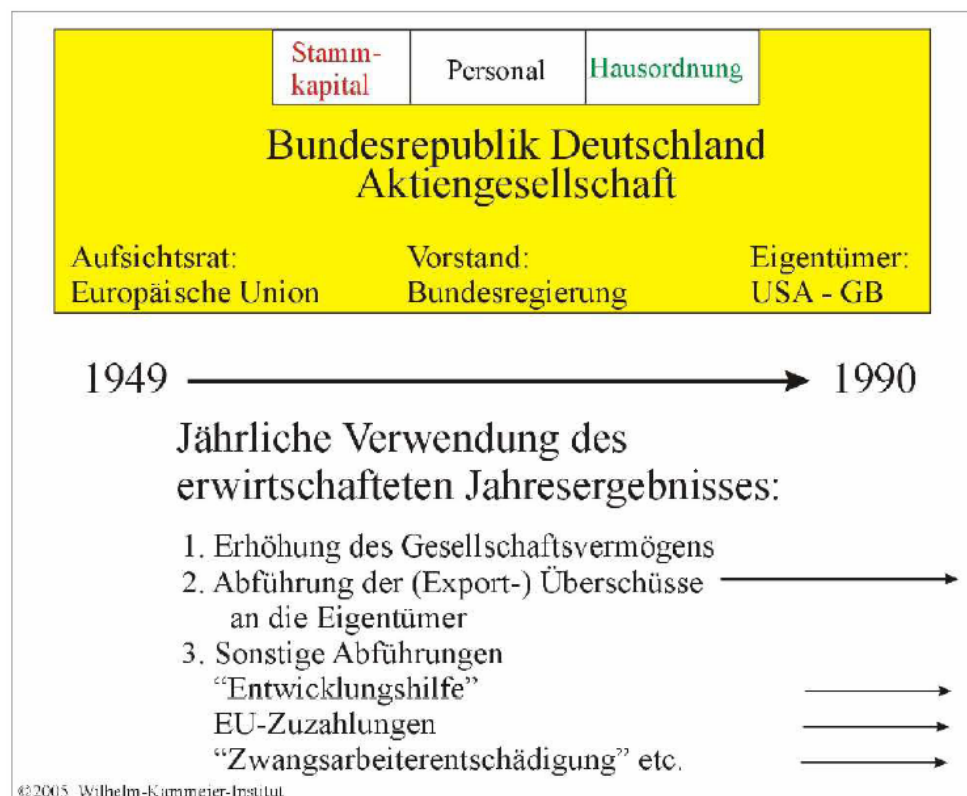 Stamm-
kapital
Personal
Hausordnung
Bundesrepublik Deutschland
Aktiengesellschaft
Aufsichtsrat:
Europäische Union
Vorstand:
Bundesregierung
Eigentümer:
USA - GB
1949
1990
Jährliche Verwendung des
erwirtschafteten Jahresergebnisses:
1. Erhöhung des Gesellschaftsvermögens
2. Abführung der (Export-) Überschüsse
an die Eigentümer
3. Sonstige Abführungen
“Entwicklungshilfe”
EU-Zuzahlungen
“Zwangsarbeiterentschädigung” etc.
©2005 Wilhelm-Kammeier-Institut